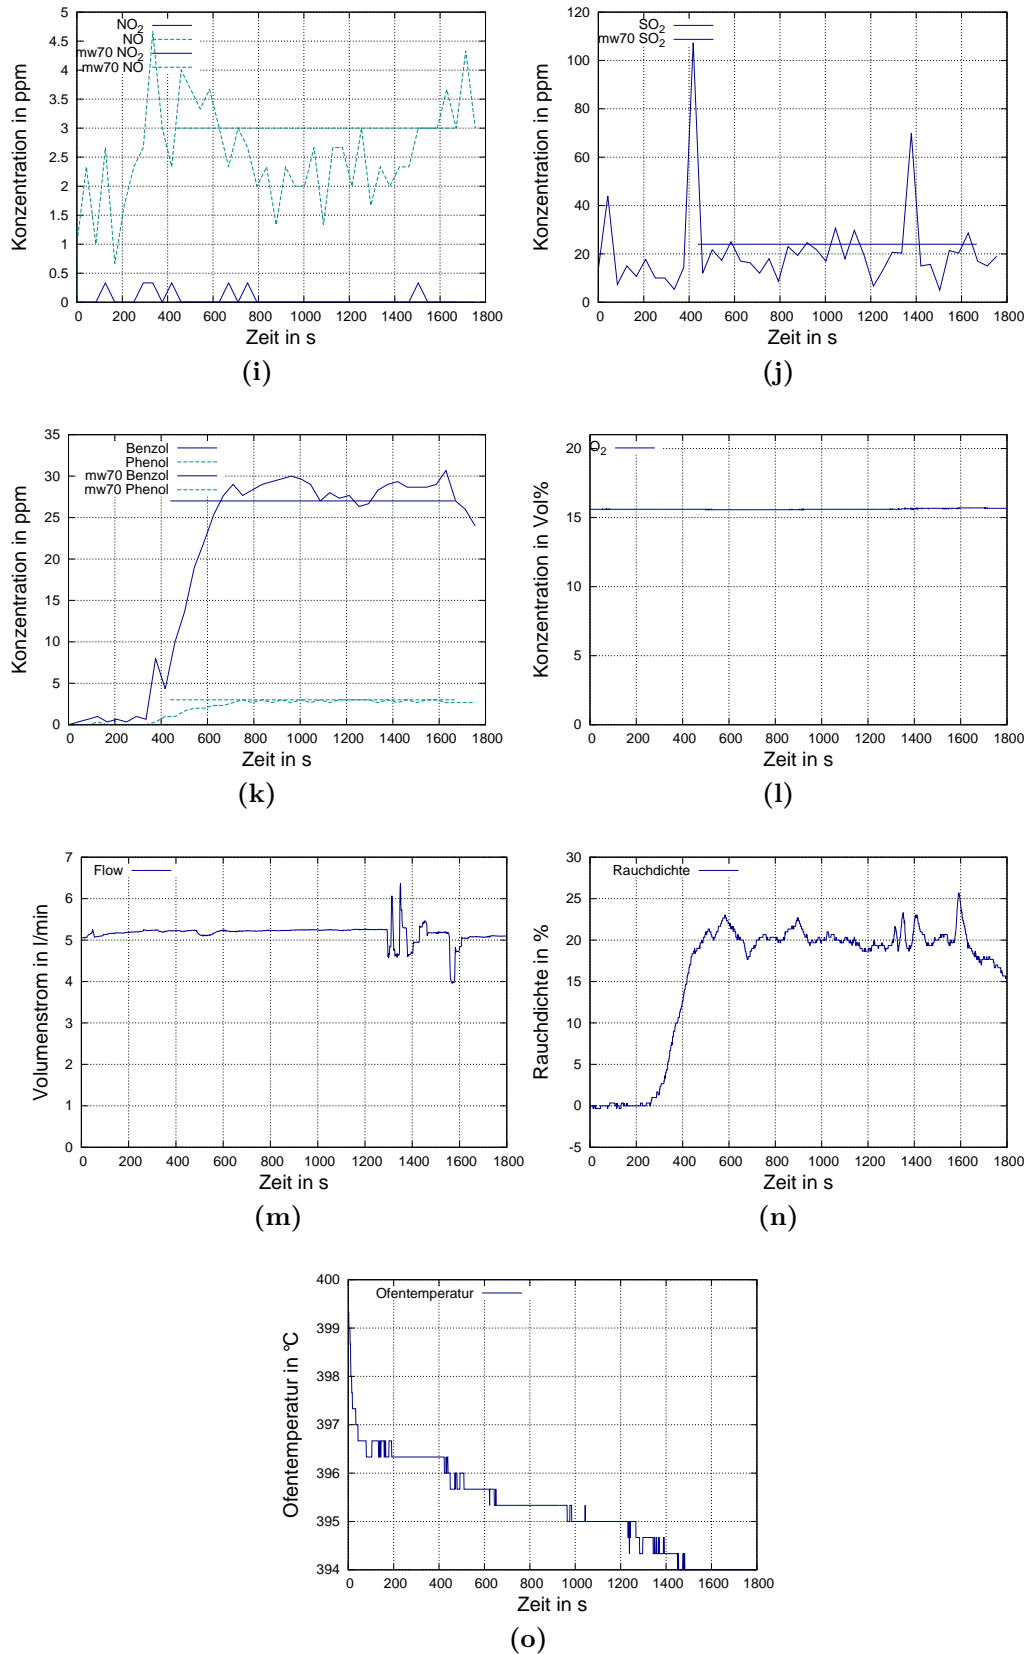 NO2
NO
mw70 NO2
mw70 NO
Konzentration in ppm
5
4.5
4
3.5
3
2.5
2
1.5
1
0.5
0
0 200 400 600 800 1000 1200 1400 1600 1800
Zeit in s
(i)
SO2
mw70 SO2
Konzentration in ppm
120
100
80
60
40
20
0
0 200 400 600 800 1000 1200 1400 1600 1800
Zeit in s
(j)
Benzol
Phenol
mw70 Benzol
mw70 Phenol
Konzentration in ppm
35
30
25
20
15
10
5
0
0 200 400 600 800 1000 1200 1400 1600 1800
Zeit in s
(k)
O2
Konzentration in Vol%
20
15
10
5
0
0 200 400 600 800 1000 1200 1400 1600 1800
Zeit in s
(l)
Flow
Volumenstrom in l/min
7
6
5
4
3
2
1
0
0 200 400 600 800 1000 1200 1400 1600 1800
Zeit in s
(m)
Rauchdichte
Rauchdichte in %
30
25
20
15
10
5
0
-5
0 200 400 600 800 1000 1200 1400 1600 1800
Zeit in s
(n)
Ofentemperatur
Ofentemperatur in °C
400
399
398
397
396
395
394
0 200 400 600 800 1000 1200 1400 1600 1800
Zeit in s
(o)